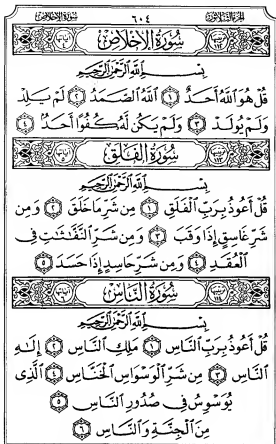 الجزء الثلاثون ٦٠٤ سورة الإخلاص
سُورَةُ الإِخْلَاصِ
بِسْمِ اللَّهِ الرَّحْمَٰنِ الرَّحِيمِ
قُلْ هُوَ اللَّهُ أَحَدٌ ١ اللَّهُ الصَّمَدُ ٢ لَمْ يَلِدْ
وَلَمْ يُولَدْ ٣ وَلَمْ يَكُن لَّهُ كُفُوًا أَحَدٌ ٤
سُورَةُ الفَلَقِ
بِسْمِ اللَّهِ الرَّحْمَٰنِ الرَّحِيمِ
قُلْ أَعُوذُ بِرَبِّ الْفَلَقِ ١ مِن شَرِّ مَا خَلَقَ ٢ وَمِن
شَرِّ غَاسِقٍ إِذَا وَقَبَ ٣ وَمِن شَرِّ النَّفَّاثَاتِ فِي
الْعُقَدِ ٤ وَمِن شَرِّ حَاسِدٍ إِذَا حَسَدَ ٥
سُورَةُ النَّاسِ
بِسْمِ اللَّهِ الرَّحْمَٰنِ الرَّحِيمِ
قُلْ أَعُوذُ بِرَبِّ النَّاسِ ١ مَلِكِ النَّاسِ ٢ إِلَٰهِ
النَّاسِ ٣ مِن شَرِّ الْوَسْوَاسِ الْخَنَّاسِ ٤ الَّذِي
يُوَسْوِسُ فِي صُدُورِ النَّاسِ ٥
مِنَ الْجِنَّةِ وَالنَّاسِ ٦